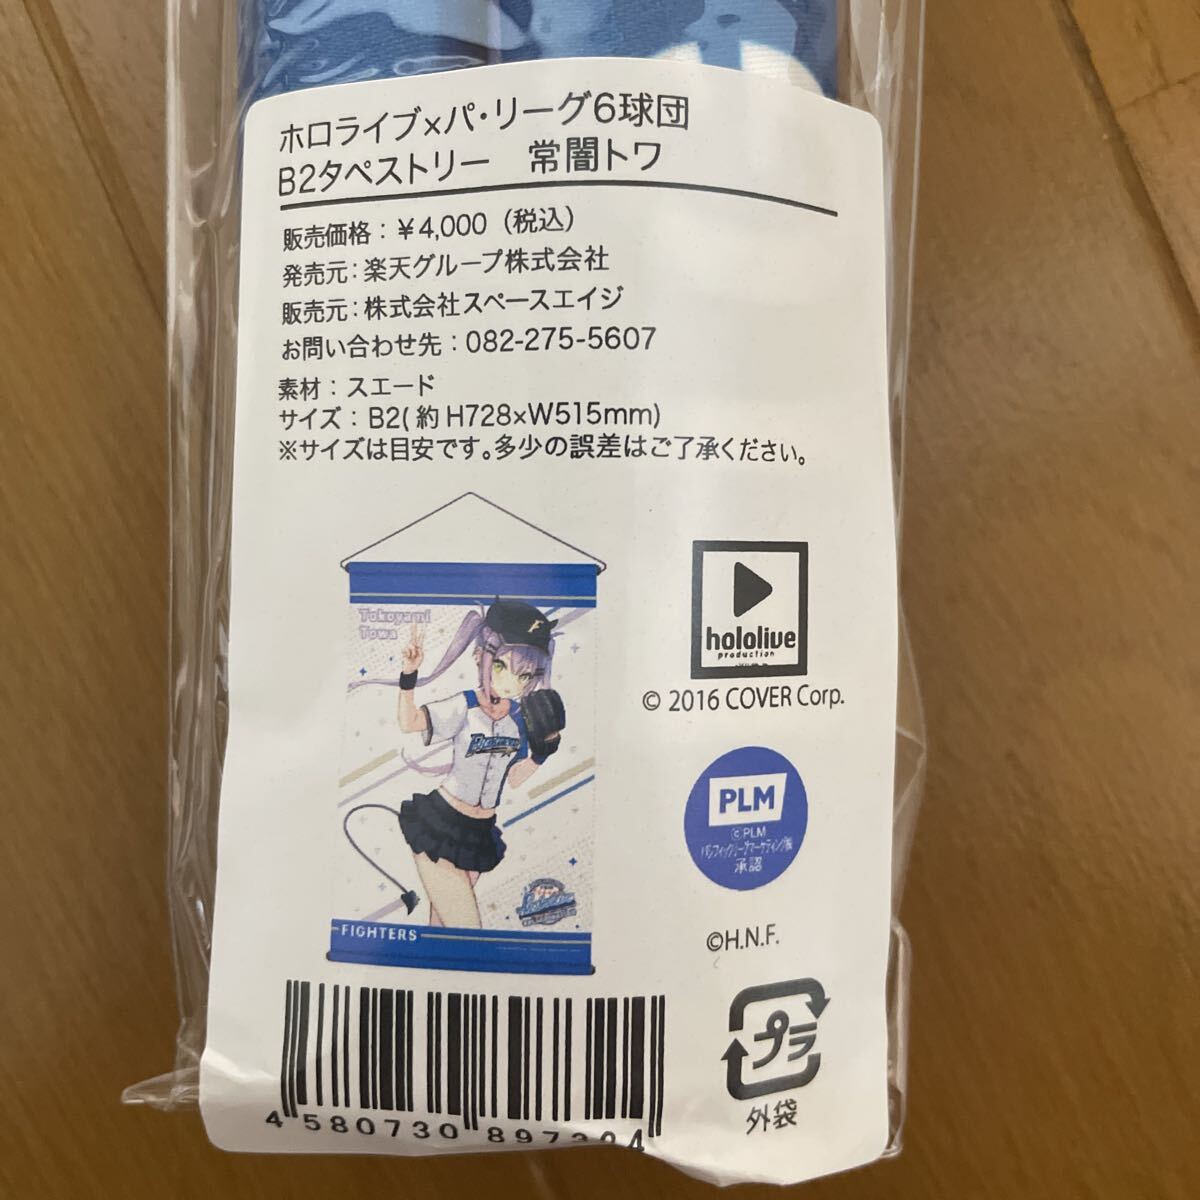 ホロライブ×パ・リーグ6球団
B2タペストリー　常闇トワ
販売価格：￥4,000（税込）
発売元：楽天グループ株式会社
販売元：株式会社スペースエイジ
お問い合わせ先：082-275-5607
素材：スエード
サイズ：B2(約H728×W515mm)
※サイズは目安です。多少の誤差はご了承ください。
Tokoyami
Towa
F
FIGHTERS
hololive
production
© 2016 COVER Corp.
PLM
©PLM
パシフィックリーグマーケティング㈱
承認
©H.N.F.
プラ
外袋
4 580730 897304